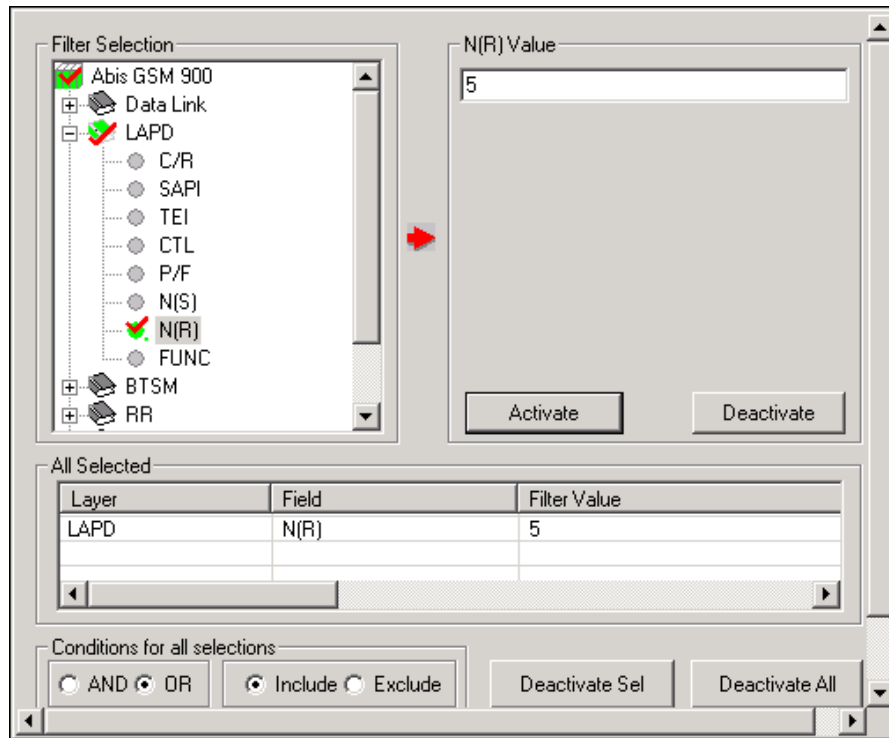 Filter Selection
Abis GSM 900
Data Link
LAPD
C/R
SAPI
TEI
CTL
P/F
N(S)
N(R)
FUNC
BTSM
RR
N(R) Value
5
Activate Deactivate
All Selected
Layer Field Filter Value
LAPD N(R) 5
Conditions for all selections
AND OR Include Exclude Deactivate Sel Deactivate All